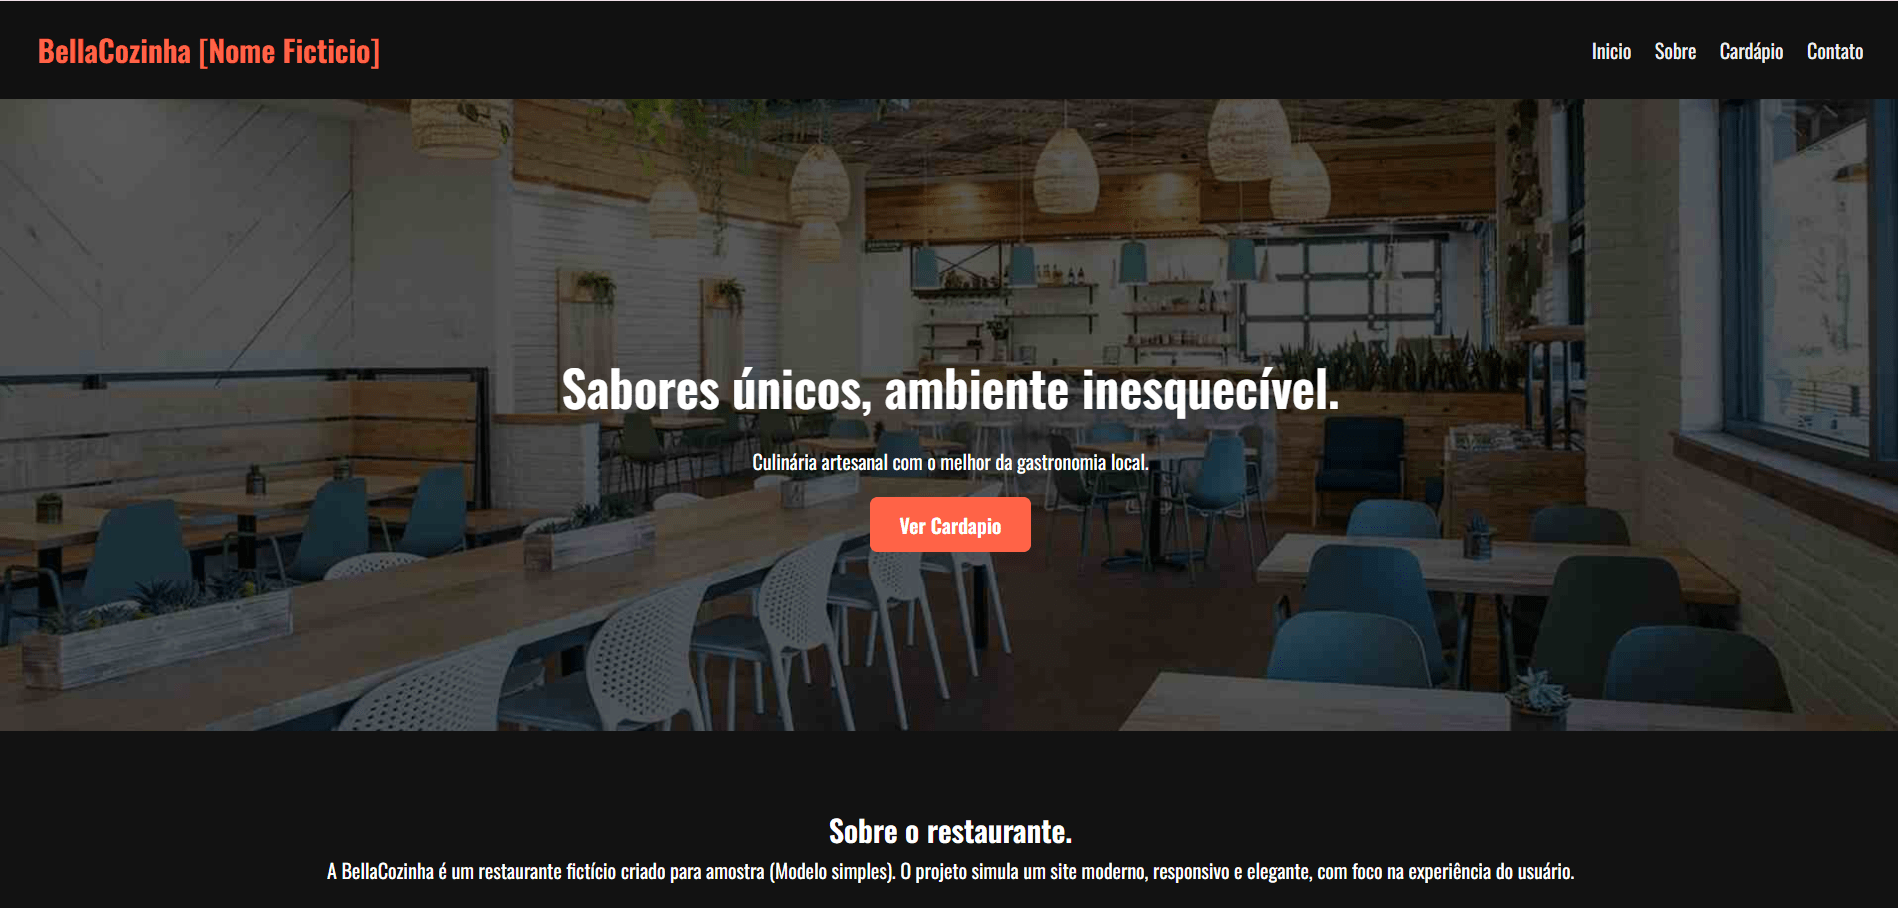 BellaCozinha [Nome Ficticio]
Inicio Sobre Cardápio Contato
Sabores únicos, ambiente inesquecível.
Culinária artesanal com o melhor da gastronomia local.
Ver Cardapio
Sobre o restaurante.
A BellaCozinha é um restaurante fictício criado para amostra (Modelo simples). O projeto simula um site moderno, responsivo e elegante, com foco na experiência do usuário.